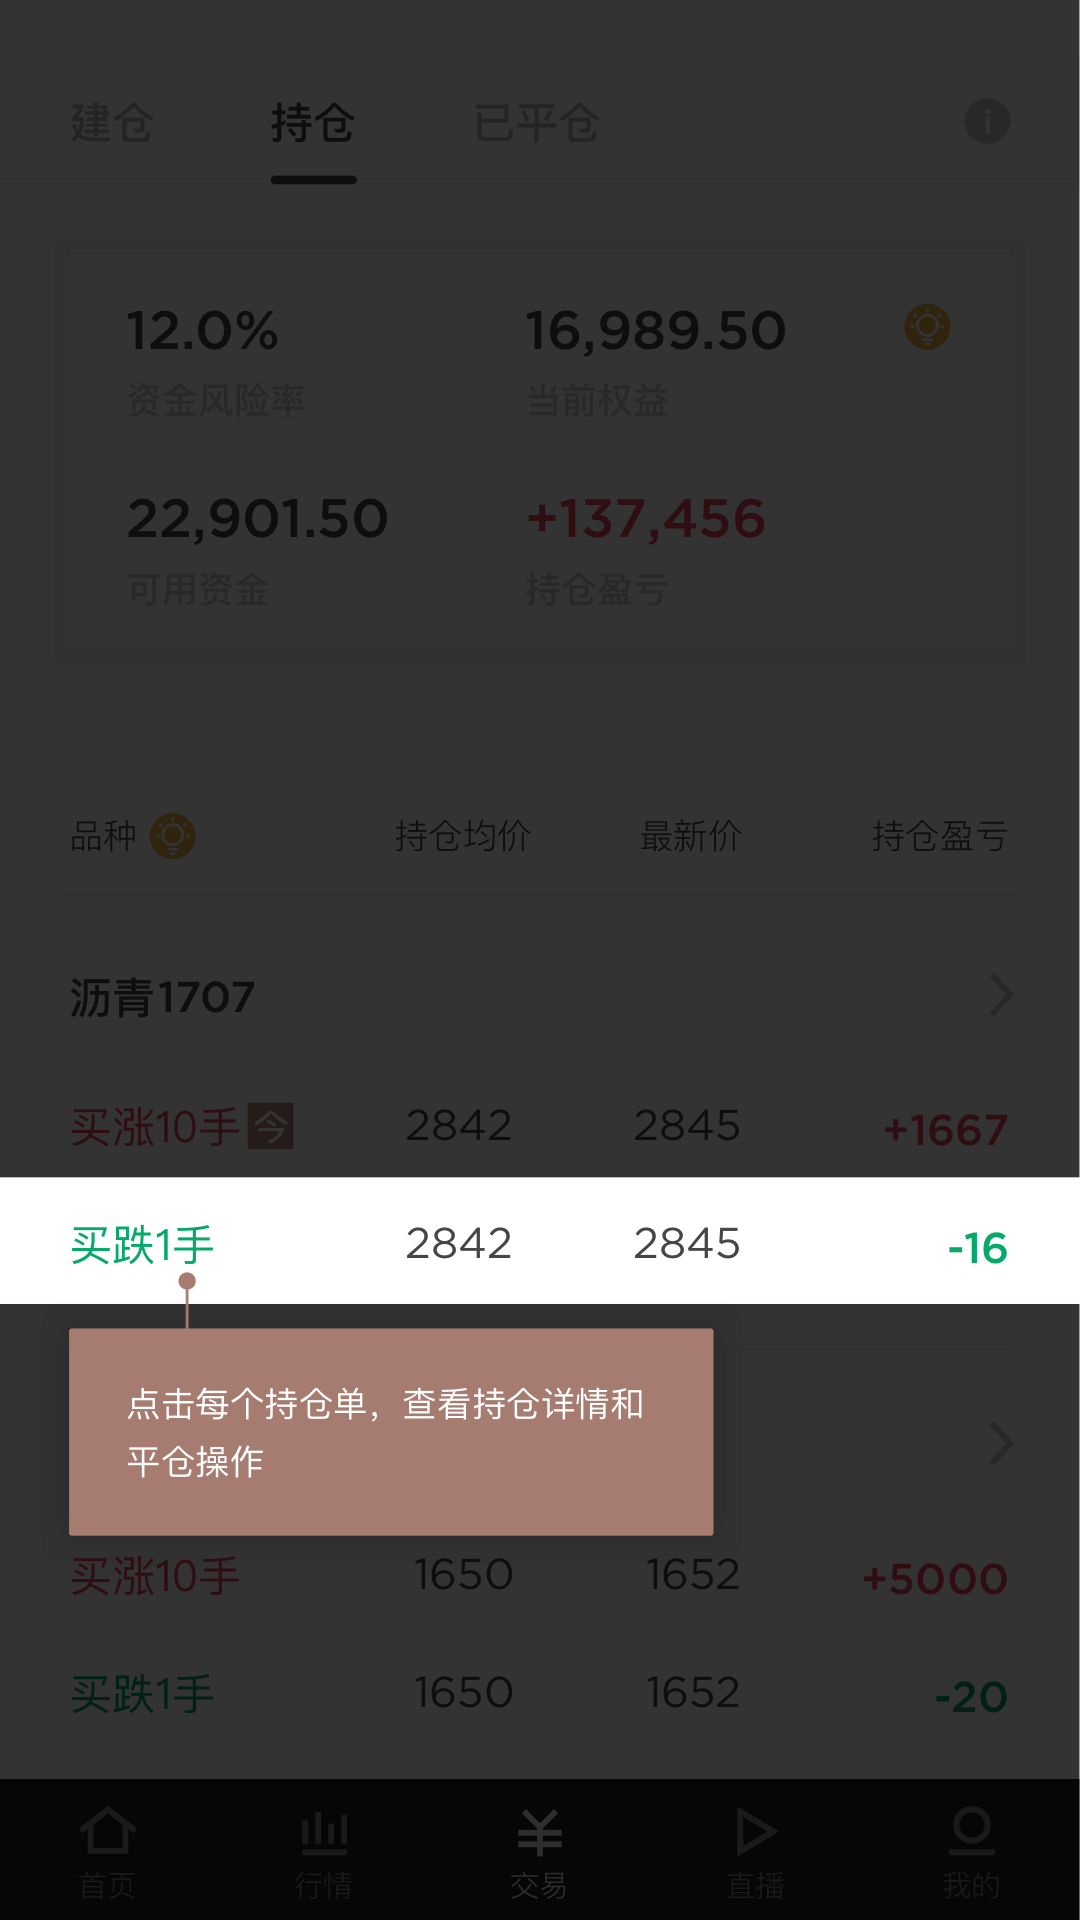 建仓 持仓 已平仓 i
12.0% 16,989.50
资金风险率 当前权益
22,901.50 +137,456
可用资金 持仓盈亏
品种 持仓均价 最新价 持仓盈亏
沥青1707
买涨10手 今 2842 2845 +1667
买跌1手 2842 2845 -16
点击每个持仓单，查看持仓详情和
平仓操作
买涨10手 1650 1652 +5000
买跌1手 1650 1652 -20
首页 行情 交易 直播 我的